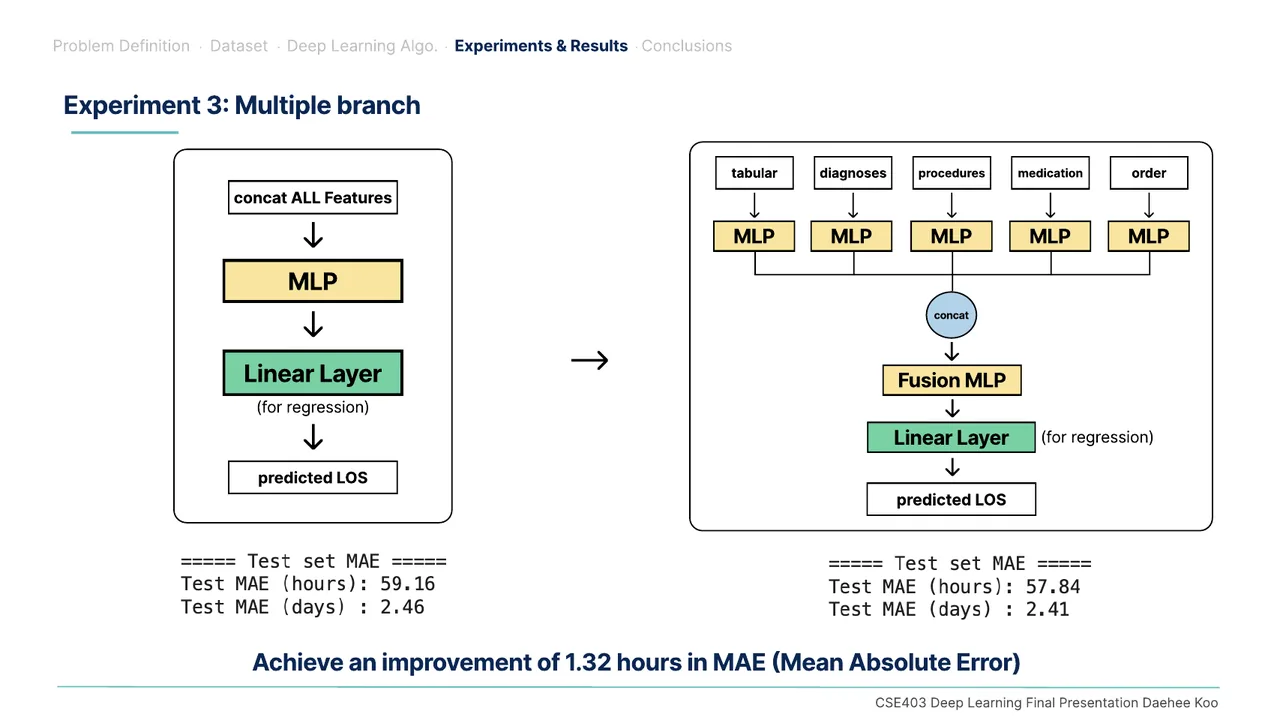 Problem Definition · Dataset · Deep Learning Algo. · Experiments & Results · Conclusions
Experiment 3: Multiple branch
concat ALL Features
MLP
Linear Layer
(for regression)
predicted LOS
===== Test set MAE =====
Test MAE (hours): 59.16
Test MAE (days) : 2.46
tabular diagnoses procedures medication order
MLP MLP MLP MLP MLP
concat
Fusion MLP
Linear Layer (for regression)
predicted LOS
===== Test set MAE =====
Test MAE (hours): 57.84
Test MAE (days) : 2.41
Achieve an improvement of 1.32 hours in MAE (Mean Absolute Error)
CSE403 Deep Learning Final Presentation Daehee Koo